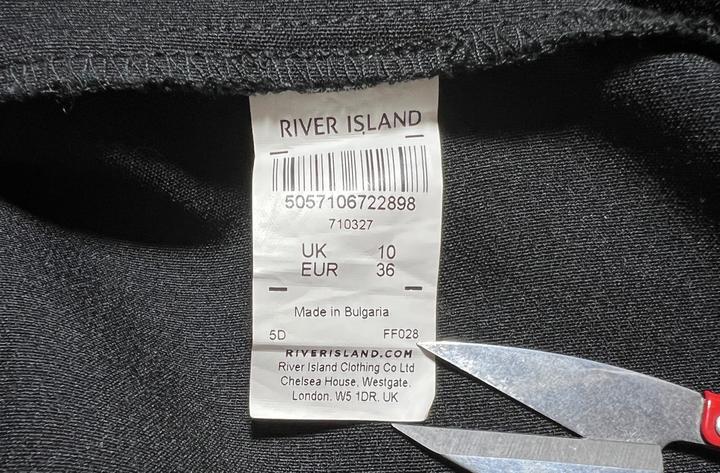 RIVER ISLAND
5057106722898
710327
UK 10
EUR 36
Made in Bulgaria
5D FF028
RIVERISLAND.COM
River Island Clothing Co Ltd
Chelsea House, Westgate,
London, W5 1DR, UK